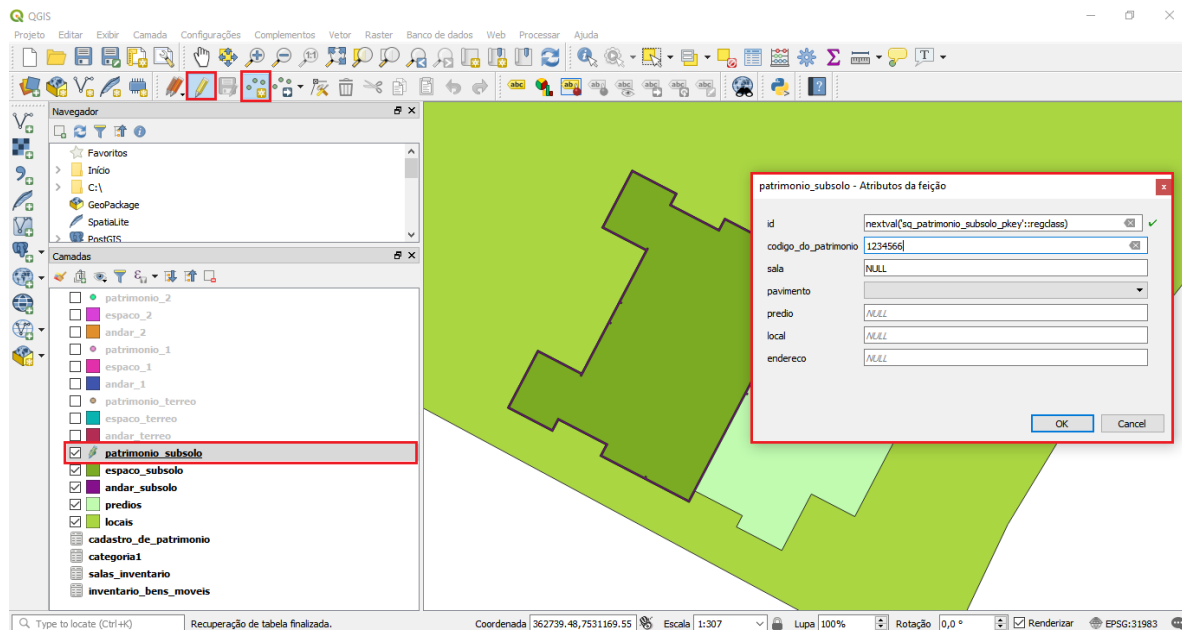 QGIS
Projeto Editar Exibir Camada Configurações Complementos Vetor Raster Banco de dados Web Processar Ajuda
Navegador
Favoritos
Início
C:\
GeoPackage
SpatiaLite
PostGIS
Camadas
patrimonio_2
espaco_2
andar_2
patrimonio_1
espaco_1
andar_1
patrimonio_terreo
espaco_terreo
andar_terreo
patrimonio_subsolo
espaco_subsolo
andar_subsolo
predios
locais
cadastro_de_patrimonio
categoria1
salas_inventario
inventario_bens_moveis
patrimonio_subsolo - Atributos da feição
id nextval('sq_patrimonio_subsolo_pkey'::regclass)
codigo_do_patrimonio 1234566
sala NULL
pavimento
predio NULL
local NULL
endereco NULL
OK Cancel
Type to locate (Ctrl+K) Recuperação de tabela finalizada. Coordenada 362739.48,7531169.55 Escala 1:307 Lupa 100% Rotação 0,0 ° Renderizar EPSG:31983